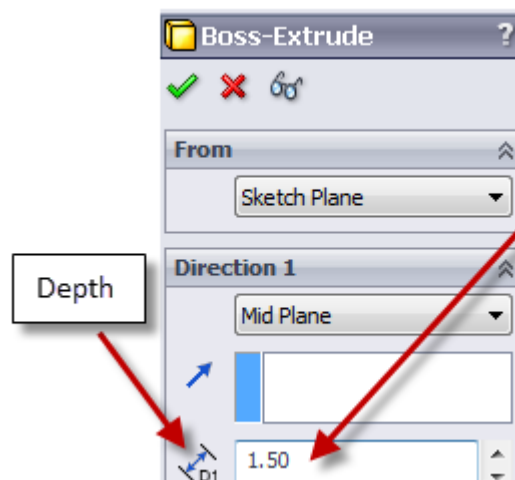 Boss-Extrude ?
From
Sketch Plane
Direction 1
Depth
Mid Plane
1.50
D1